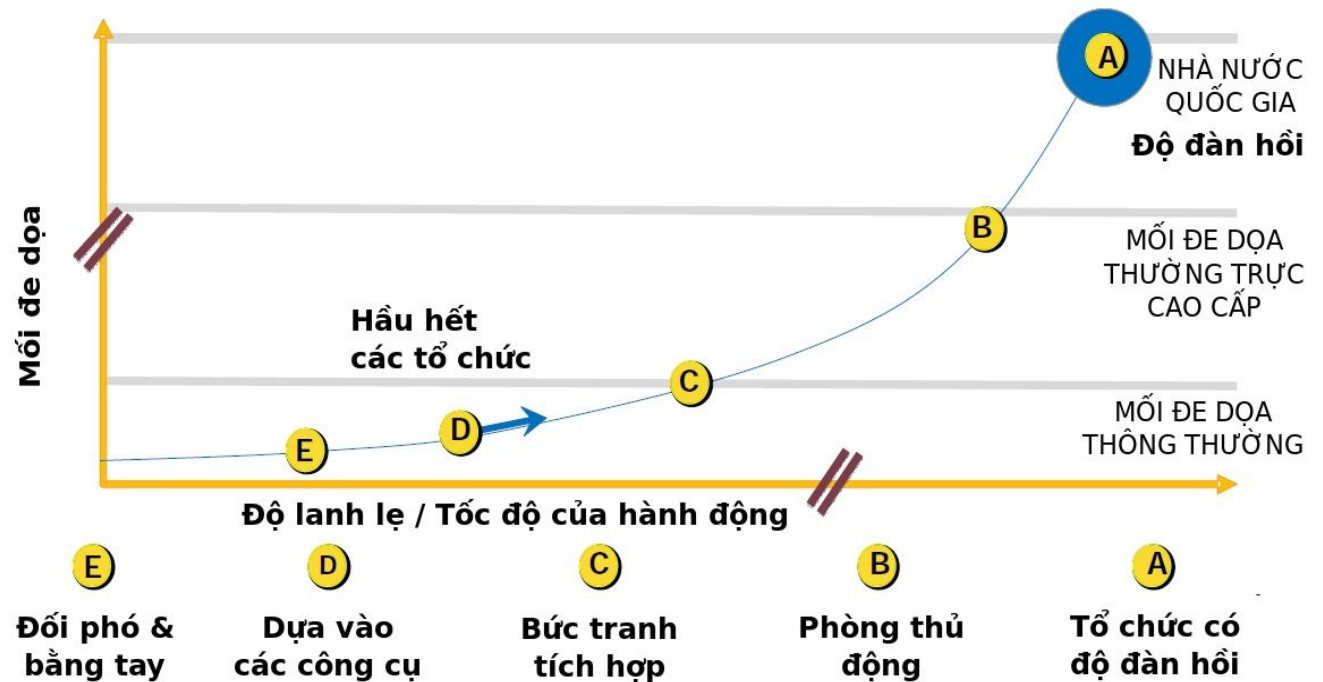 A
NHÀ NƯỚC
QUỐC GIA
Độ đàn hồi
B
MỐI ĐE DỌA
THƯỜNG TRỰC
CAO CẤP
Mối đe dọa
Hầu hết
các tổ chức
C
D
E
MỐI ĐE DỌA
THÔNG THƯỜNG
Độ lanh lẹ / Tốc độ của hành động
E
Đối phó &
bằng tay
D
Dựa vào
các công cụ
C
Bức tranh
tích hợp
B
Phòng thủ
động
A
Tổ chức có
độ đàn hồi